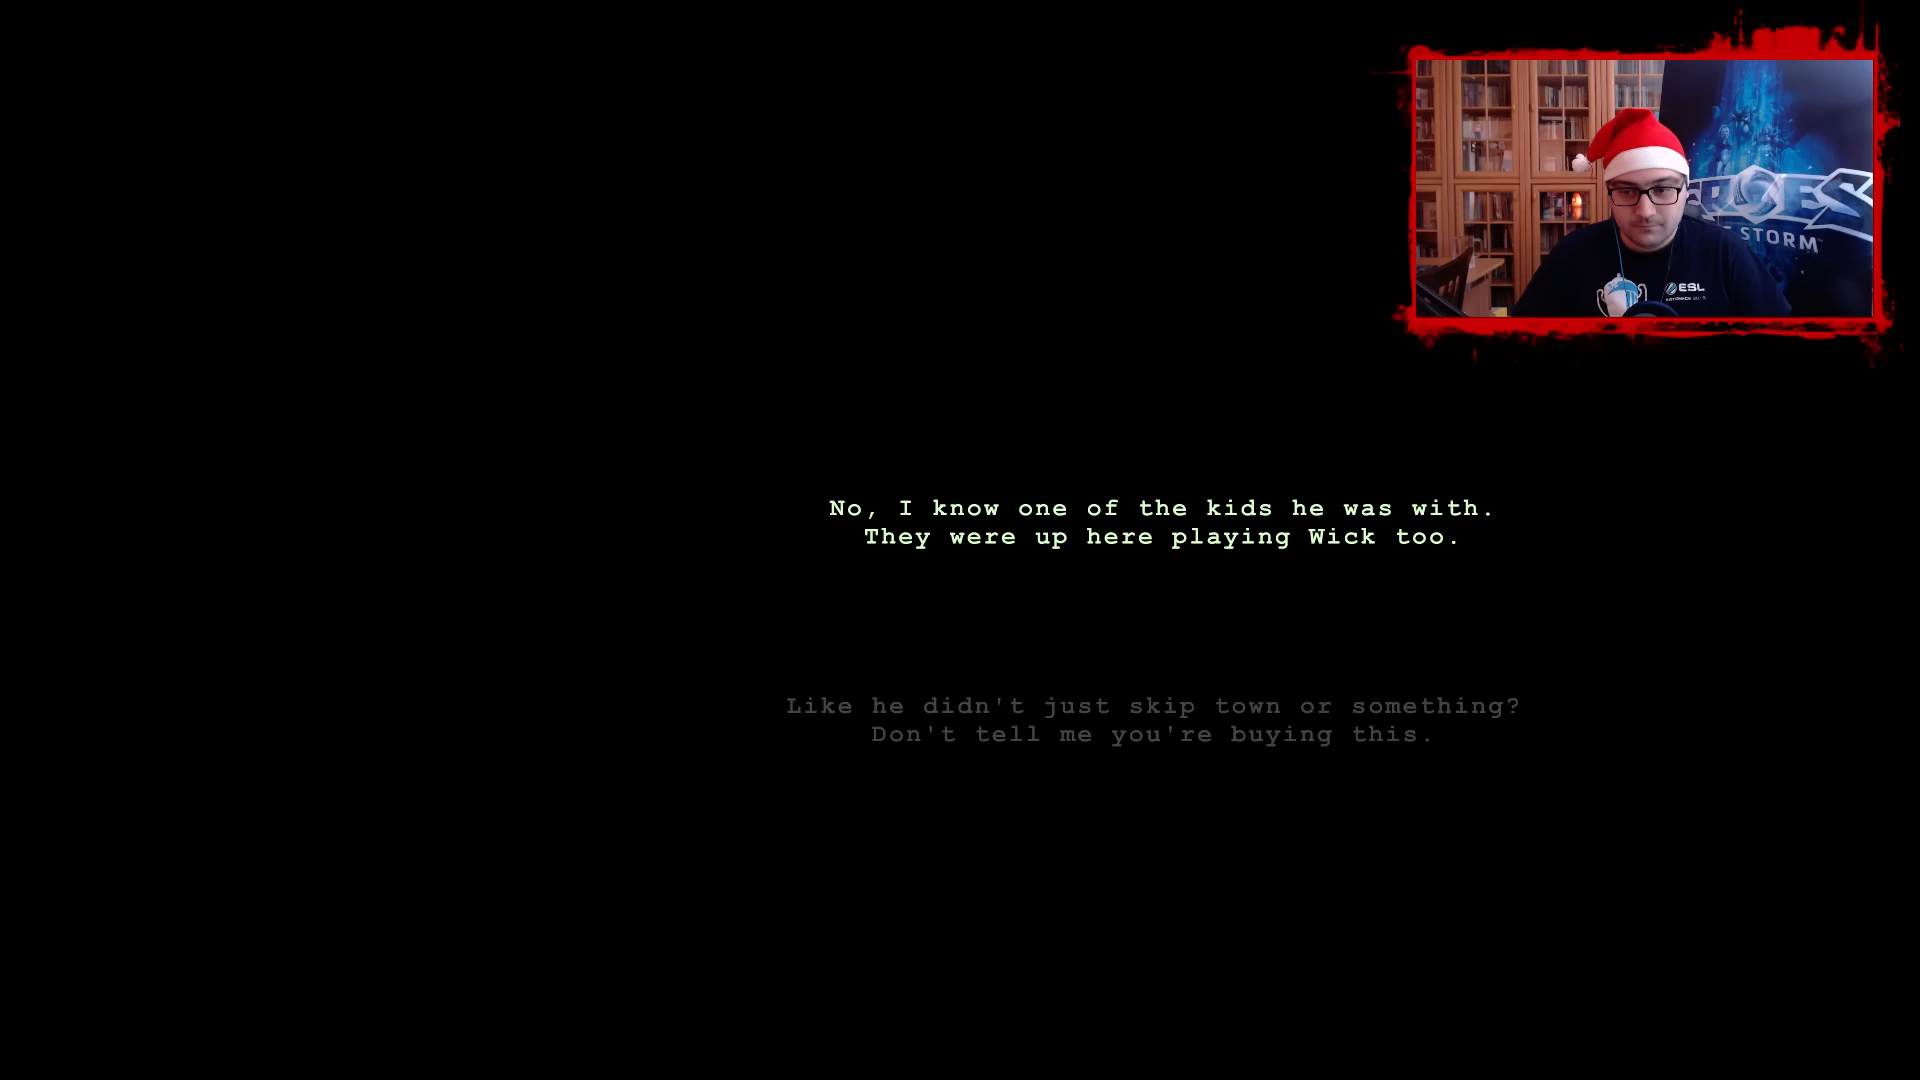 No, I know one of the kids he was with.
They were up here playing Wick too.
Like he didn't just skip town or something?
Don't tell me you're buying this.
STORM
ESL